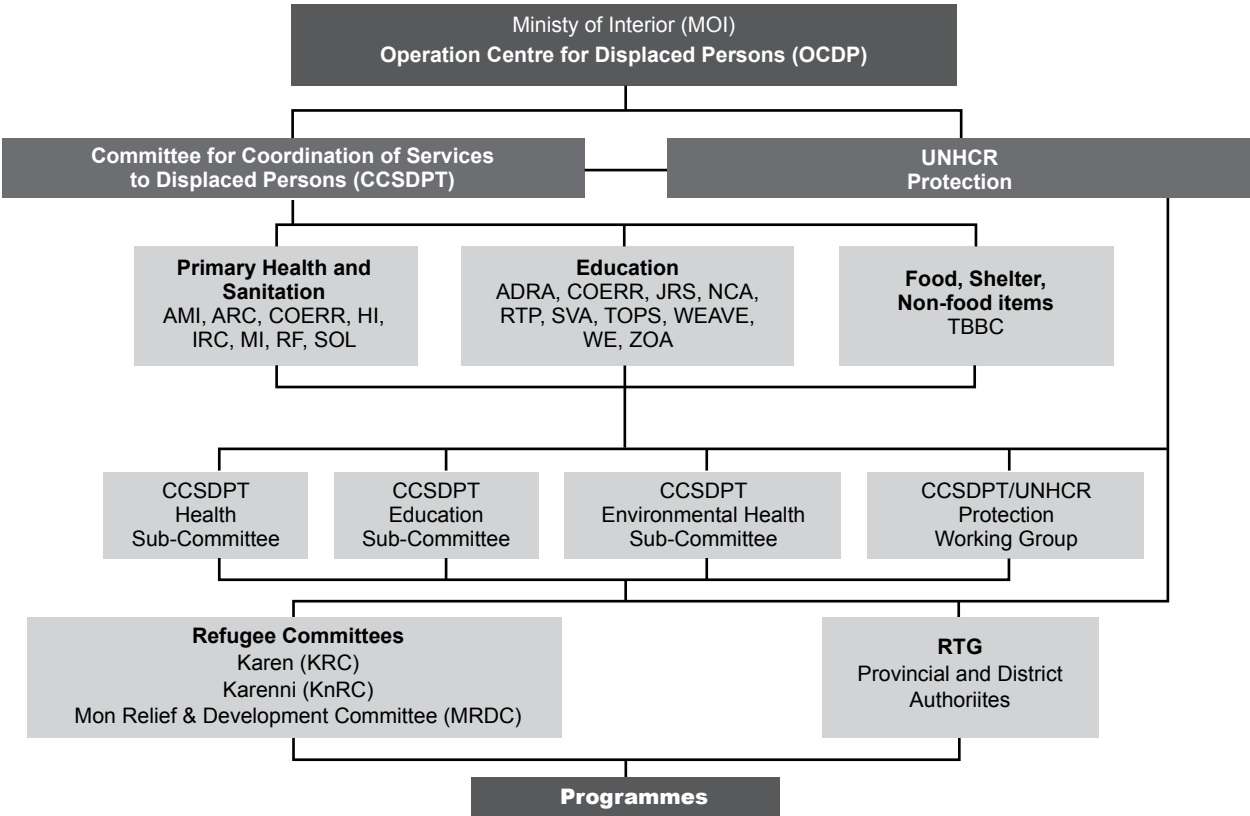 Ministy of Interior (MOI)
Operation Centre for Displaced Persons (OCDP)
Committee for Coordination of Services
to Displaced Persons (CCSDPT)
UNHCR
Protection
Primary Health and
Sanitation
AMI, ARC, COERR, HI,
IRC, MI, RF, SOL
Education
ADRA, COERR, JRS, NCA,
RTP, SVA, TOPS, WEAVE,
WE, ZOA
Food, Shelter,
Non-food items
TBBC
CCSDPT
Health
Sub-Committee
CCSDPT
Education
Sub-Committee
CCSDPT
Environmental Health
Sub-Committee
CCSDPT/UNHCR
Protection
Working Group
Refugee Committees
Karen (KRC)
Karenni (KnRC)
Mon Relief & Development Committee (MRDC)
RTG
Provincial and District
Authoriites
Programmes